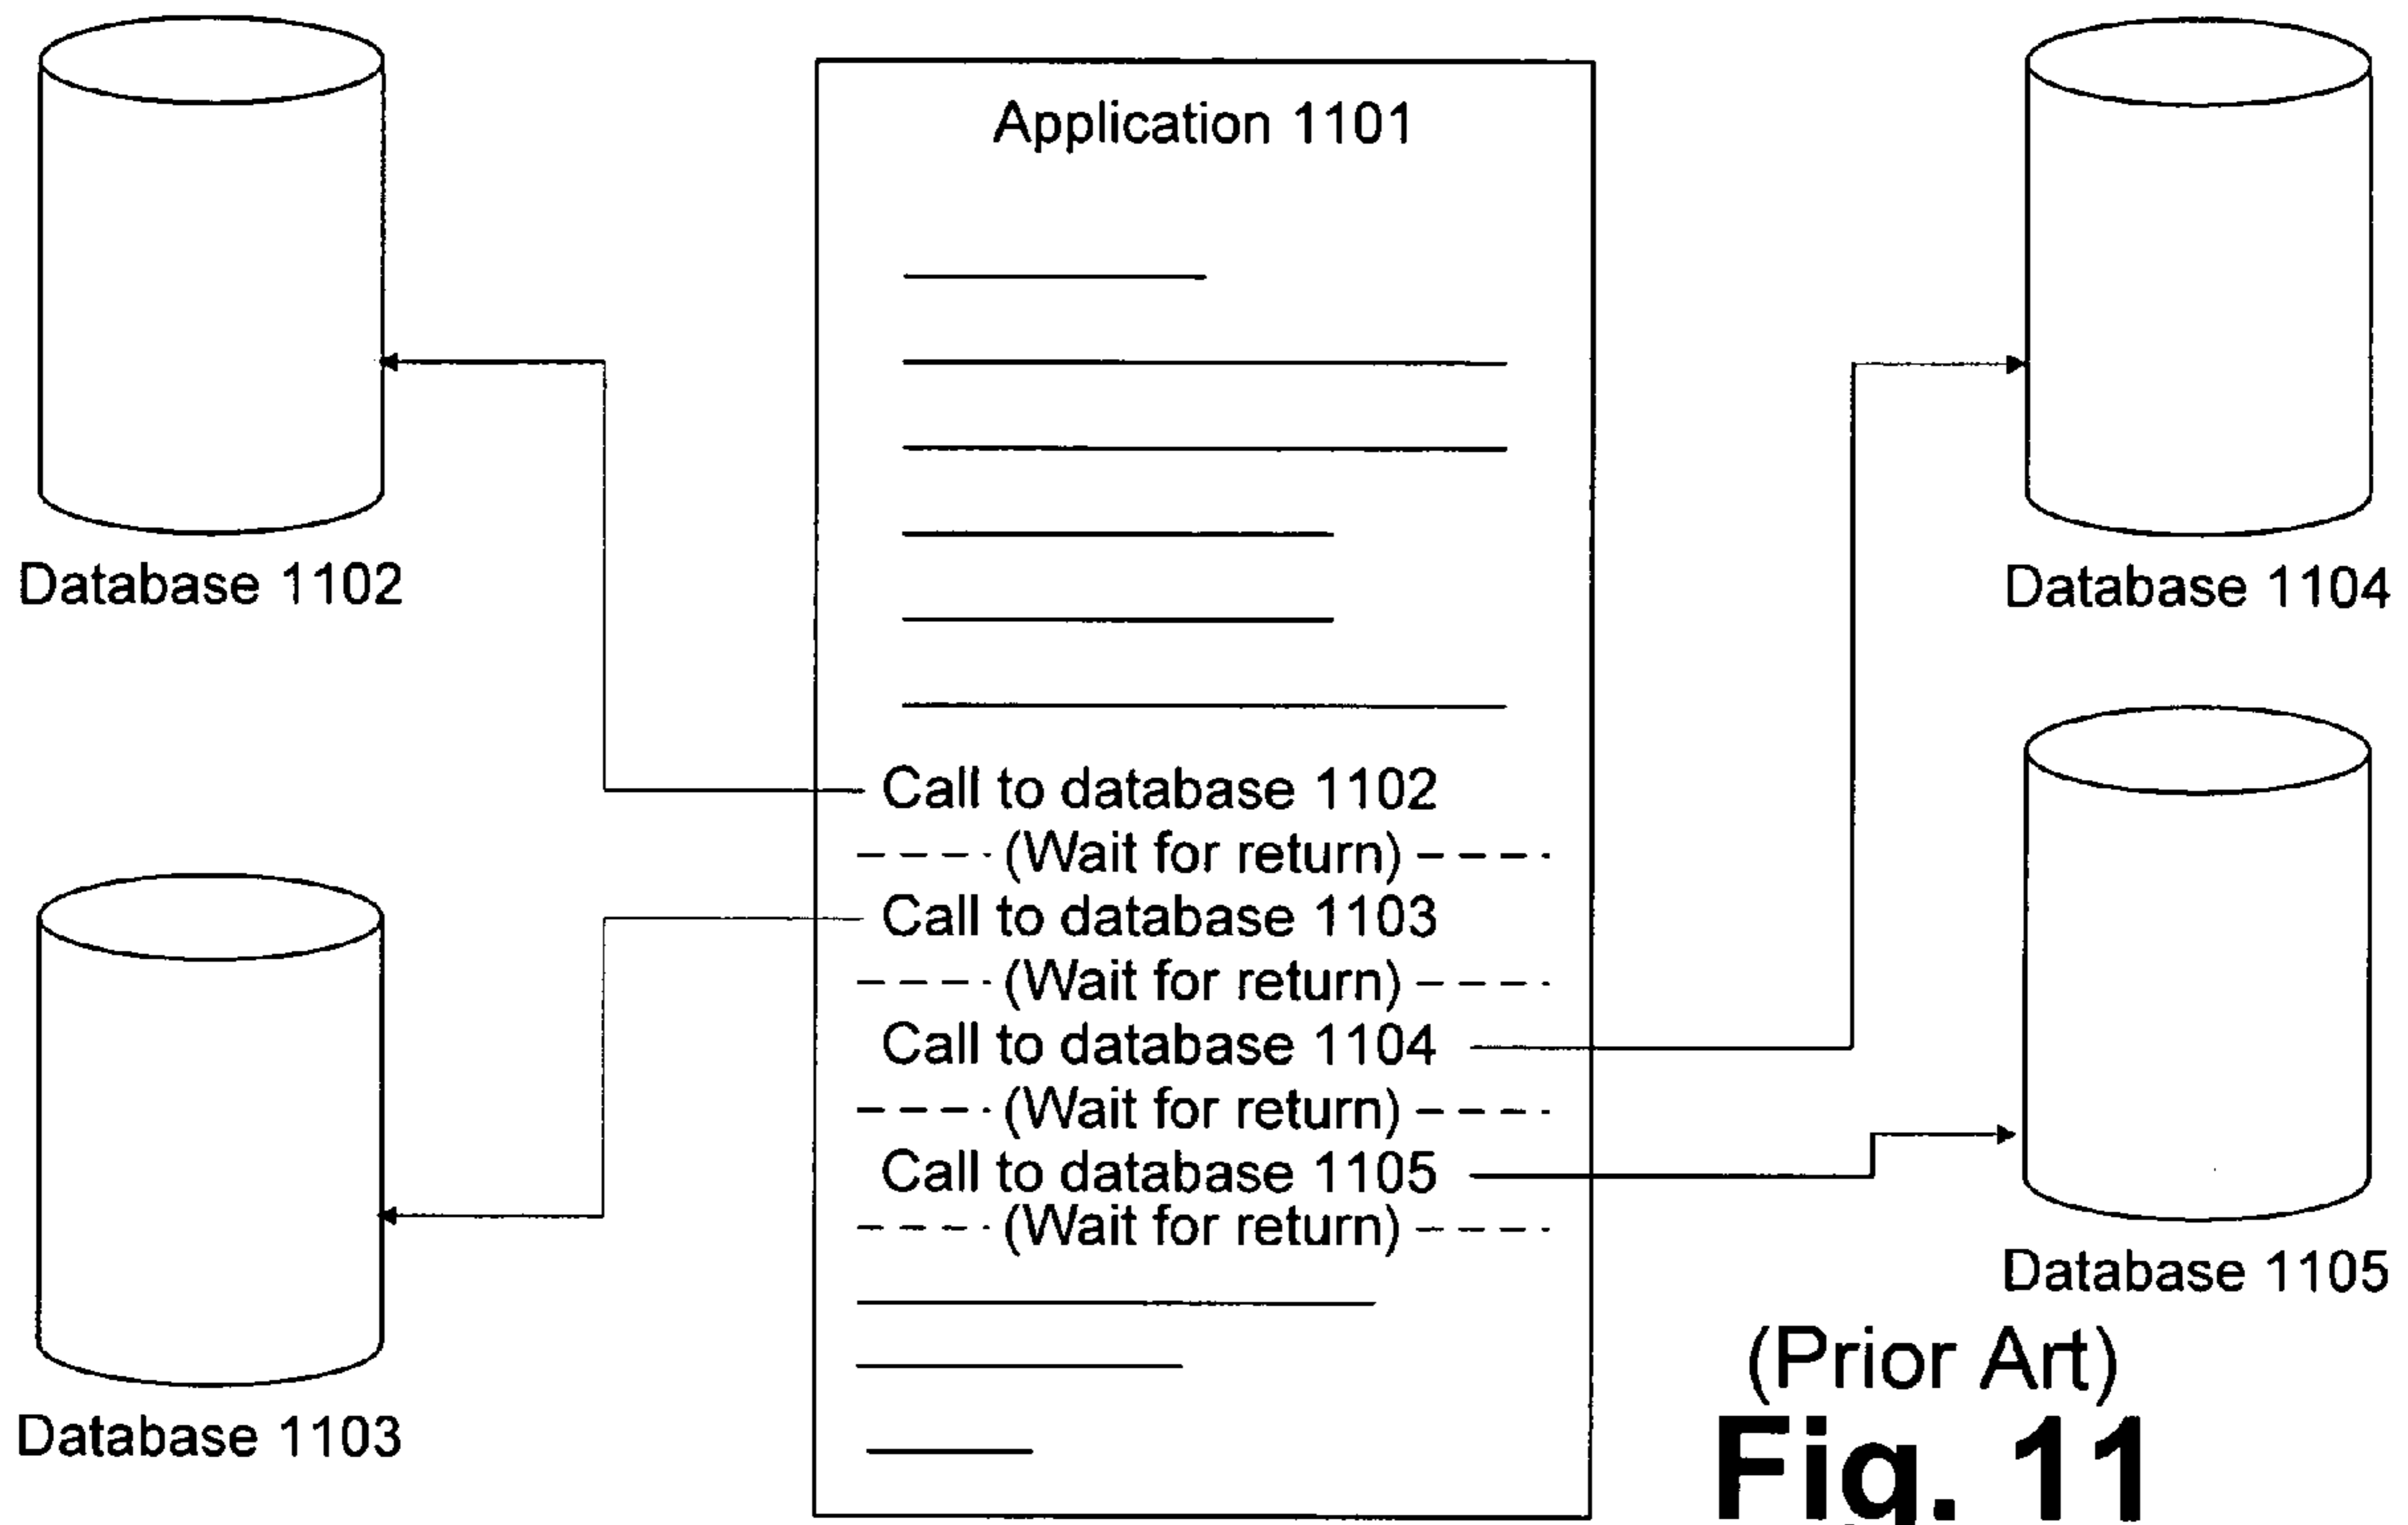 Application 1101
Database 1102
Database 1104
Call to database 1102
(Wait for return)
Call to database 1103
(Wait for return)
Call to database 1104
(Wait for return)
Call to database 1105
(Wait for return)
Database 1103
Database 1105
(Prior Art)
Fig. 11